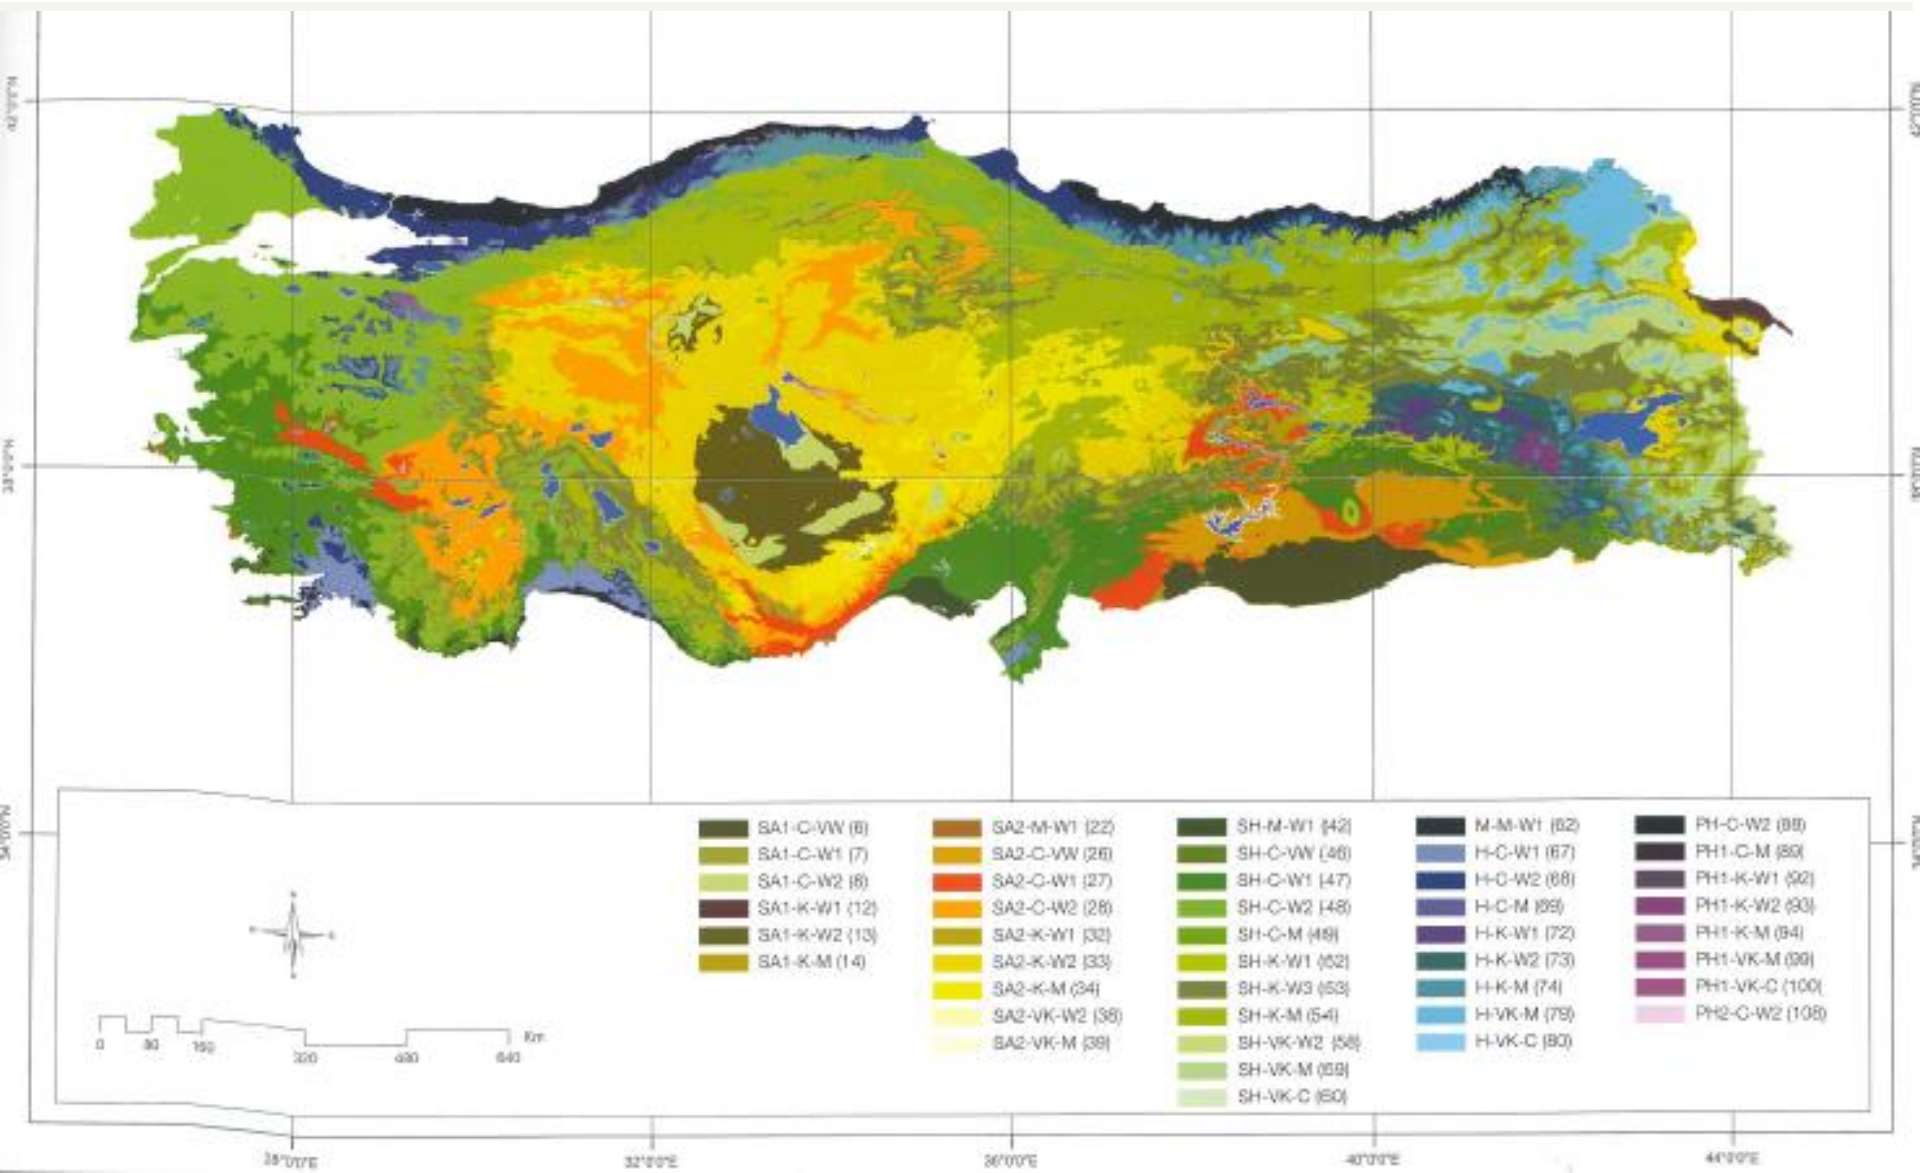 SA1-C-VW (6)
SA1-C-W1 (7)
SA1-C-W2 (8)
SA1-K-W1 (12)
SA1-K-W2 (13)
SA1-K-M (14)
SA2-M-W1 (22)
SA2-C-VW (26)
SA2-C-W1 (27)
SA2-C-W2 (28)
SA2-K-W1 (32)
SA2-K-W2 (33)
SA2-K-M (34)
SA2-VK-W2 (38)
SA2-VK-M (39)
SH-M-W1 (42)
SH-C-VW (46)
SH-C-W1 (47)
SH-C-W2 (48)
SH-C-M (49)
SH-K-W1 (52)
SH-K-W3 (53)
SH-K-M (54)
SH-VK-W2 (58)
SH-VK-M (59)
SH-VK-C (60)
M-M-W1 (62)
H-C-W1 (67)
H-C-W2 (68)
H-C-M (69)
H-K-W1 (72)
H-K-W2 (73)
H-K-M (74)
H-VK-M (79)
H-VK-C (80)
PH-C-W2 (88)
PH1-C-M (89)
PH1-K-W1 (92)
PH1-K-W2 (93)
PH1-K-M (94)
PH1-VK-M (99)
PH1-VK-C (100)
PH2-C-W2 (108)
0 80 160 320 480 640 Km
32°0'0"E 36°0'0"E 40°0'0"E 44°0'0"E